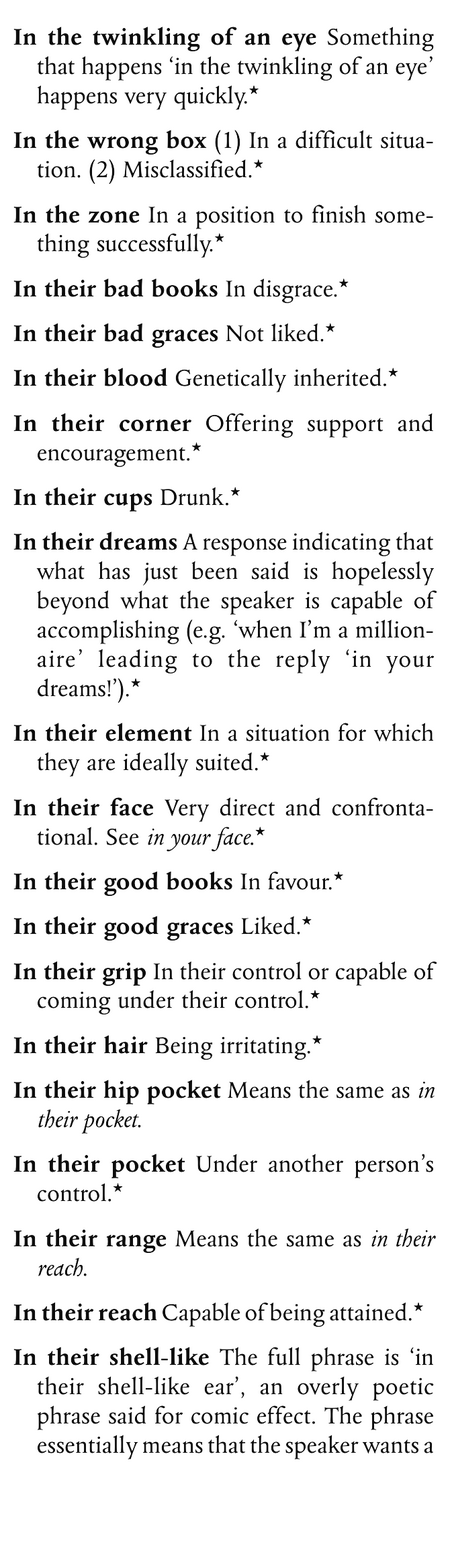 In the twinkling of an eye Something
that happens ‘in the twinkling of an eye’
happens very quickly.★
In the wrong box (1) In a difficult situa-
tion. (2) Misclassified.★
In the zone In a position to finish some-
thing successfully.★
In their bad books In disgrace.★
In their bad graces Not liked.★
In their blood Genetically inherited.★
In their corner Offering support and
encouragement.★
In their cups Drunk.★
In their dreams A response indicating that
what has just been said is hopelessly
beyond what the speaker is capable of
accomplishing (e.g. ‘when I’m a million-
aire’ leading to the reply ‘in your
dreams!’).★
In their element In a situation for which
they are ideally suited.★
In their face Very direct and confronta-
tional. See in your face.★
In their good books In favour.★
In their good graces Liked.★
In their grip In their control or capable of
coming under their control.★
In their hair Being irritating.★
In their hip pocket Means the same as in
their pocket.
In their pocket Under another person’s
control.★
In their range Means the same as in their
reach.
In their reach Capable of being attained.★
In their shell-like The full phrase is ‘in
their shell-like ear’, an overly poetic
phrase said for comic effect. The phrase
essentially means that the speaker wants a